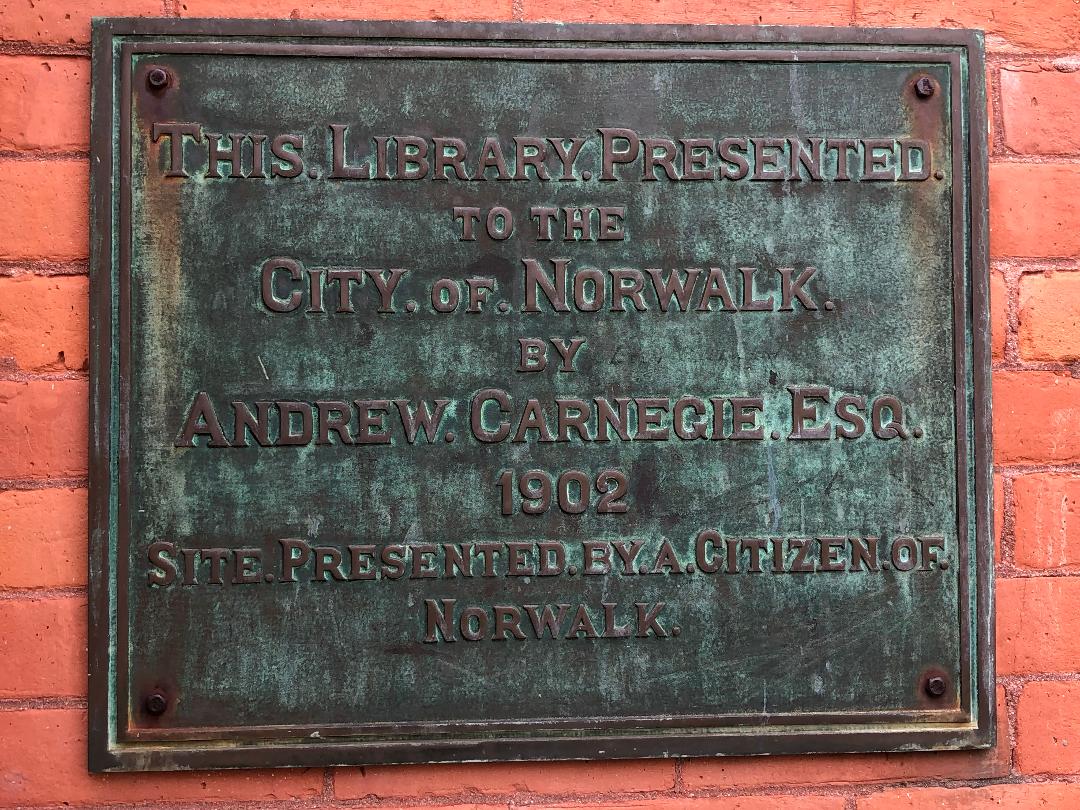 THIS. LIBRARY. PRESENTED.
TO THE
CITY. OF. NORWALK.
BY
ANDREW. CARNEGIE. ESQ.
1902
SITE. PRESENTED. BY. A. CITIZEN. OF.
NORWALK.